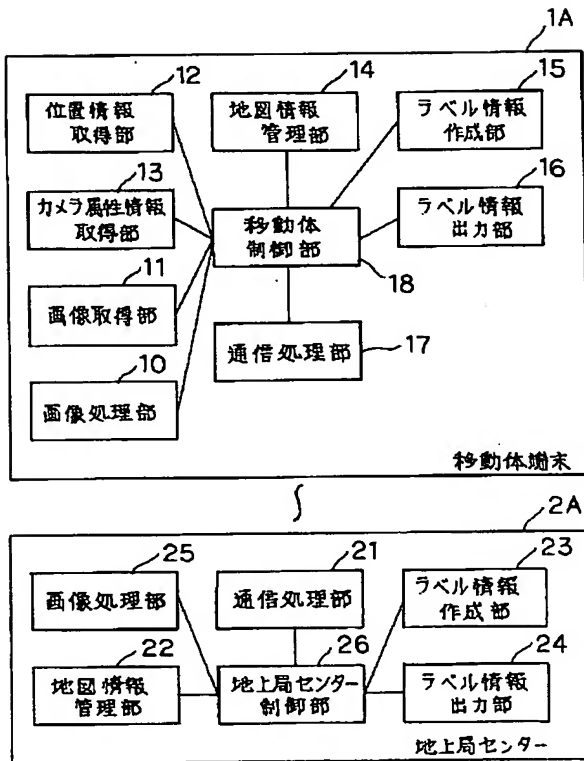 1A
12
位置情報
取得部
14
地図情報
管理部
15
ラベル情報
作成部
13
カメラ属性情報
取得部
16
ラベル情報
出力部
移動体
制御部
18
11
画像取得部
17
通信処理部
10
画像処理部
移動体端末
2A
25
画像処理部
21
通信処理部
23
ラベル情報
作成部
22
地図情報
管理部
26
地上局センター
制御部
24
ラベル情報
出力部
地上局センター